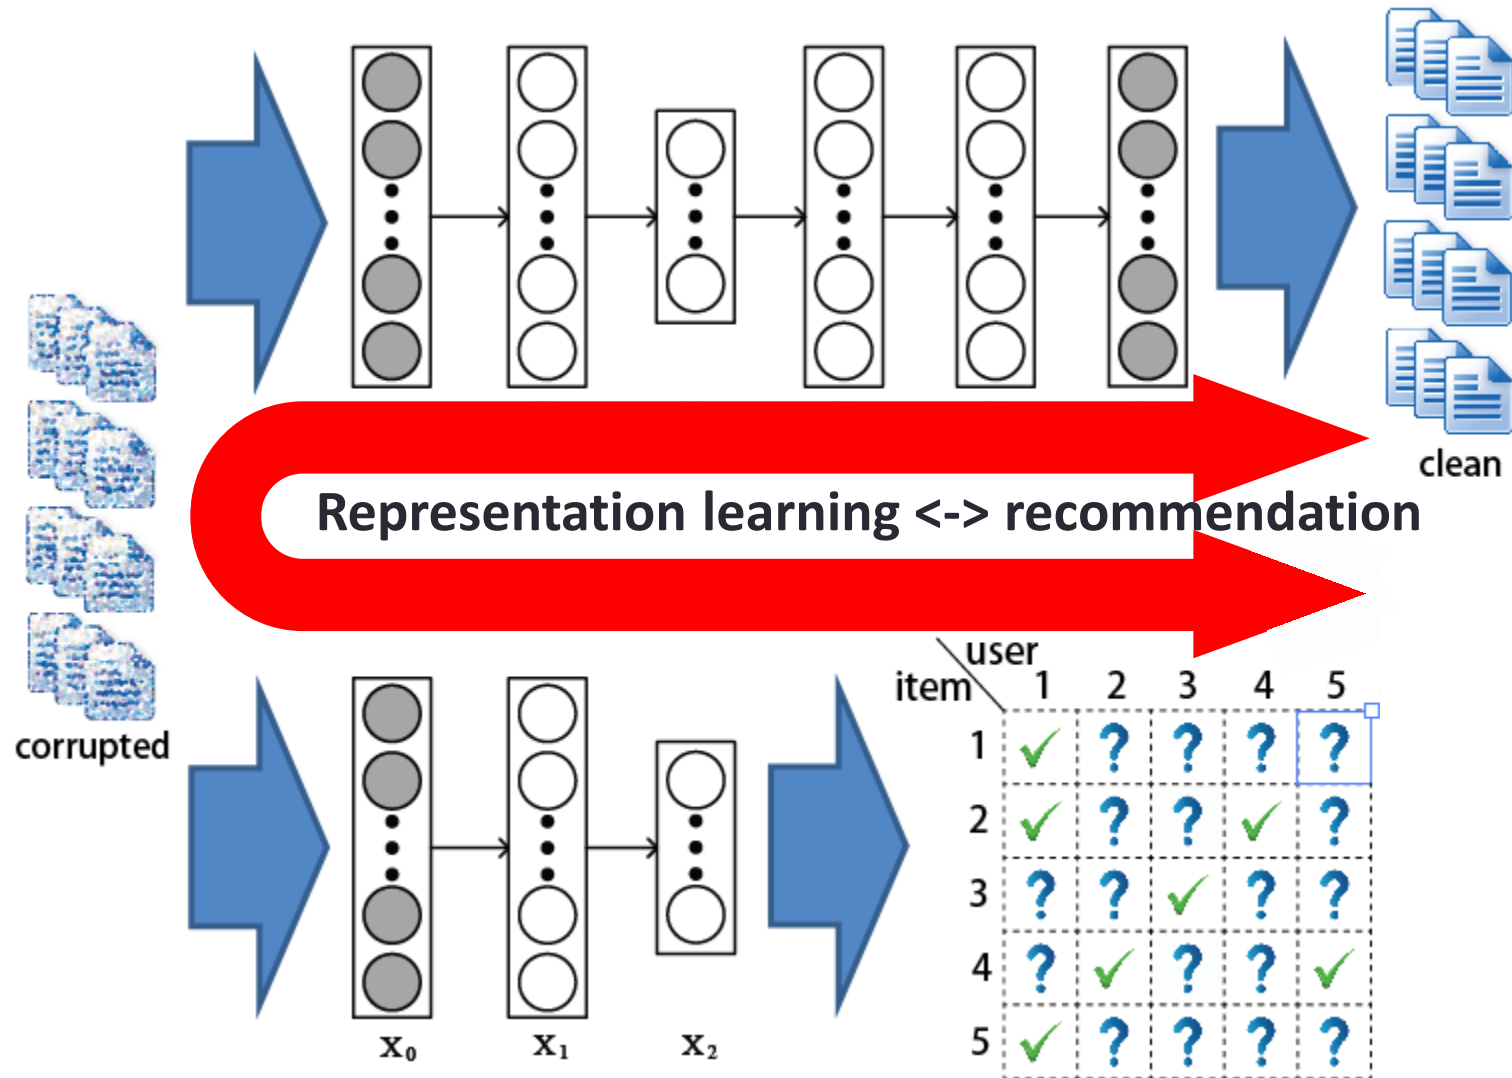 clean
Representation learning <-> recommendation
corrupted
user
item 1 2 3 4 5
1 ✓ ? ? ? ?
2 ✓ ? ? ✓ ?
3 ? ? ✓ ? ?
4 ? ✓ ? ? ✓
5 ✓ ? ? ? ?
X₀ X₁ X₂